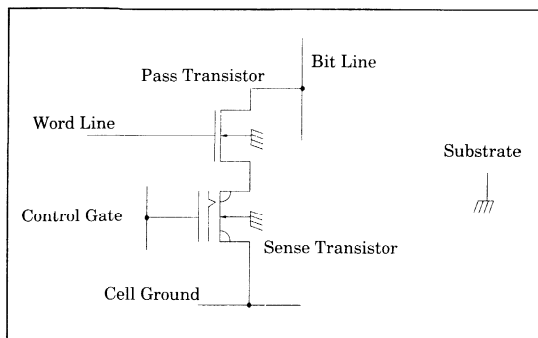 Bit Line
Pass Transistor
Word Line
Substrate
Control Gate
Sense Transistor
Cell Ground